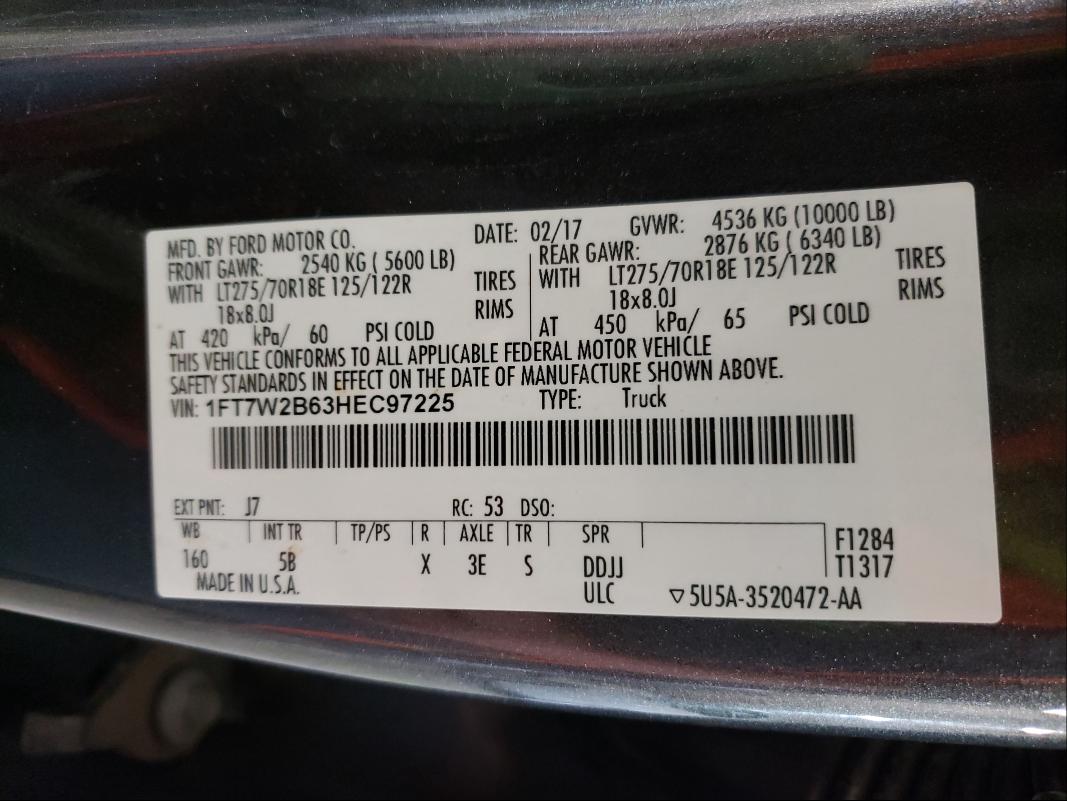 MFD. BY FORD MOTOR CO. DATE: 02/17 GVWR: 4536 KG (10000 LB)
FRONT GAWR: 2540 KG ( 5600 LB) REAR GAWR: 2876 KG ( 6340 LB)
WITH LT275/70R18E 125/122R TIRES WITH LT275/70R18E 125/122R TIRES
18x8.0J RIMS 18x8.0J RIMS
AT 420 kPa/ 60 PSI COLD AT 450 kPa/ 65 PSI COLD
THIS VEHICLE CONFORMS TO ALL APPLICABLE FEDERAL MOTOR VEHICLE
SAFETY STANDARDS IN EFFECT ON THE DATE OF MANUFACTURE SHOWN ABOVE.
VIN: 1FT7W2B63HEC97225 TYPE: Truck
EXT PNT: J7 RC: 53 DSO:
WB INT TR TP/PS R AXLE TR SPR F1284
160 5B X 3E S DDJJ T1317
MADE IN U.S.A. ULC ▽5U5A-3520472-AA